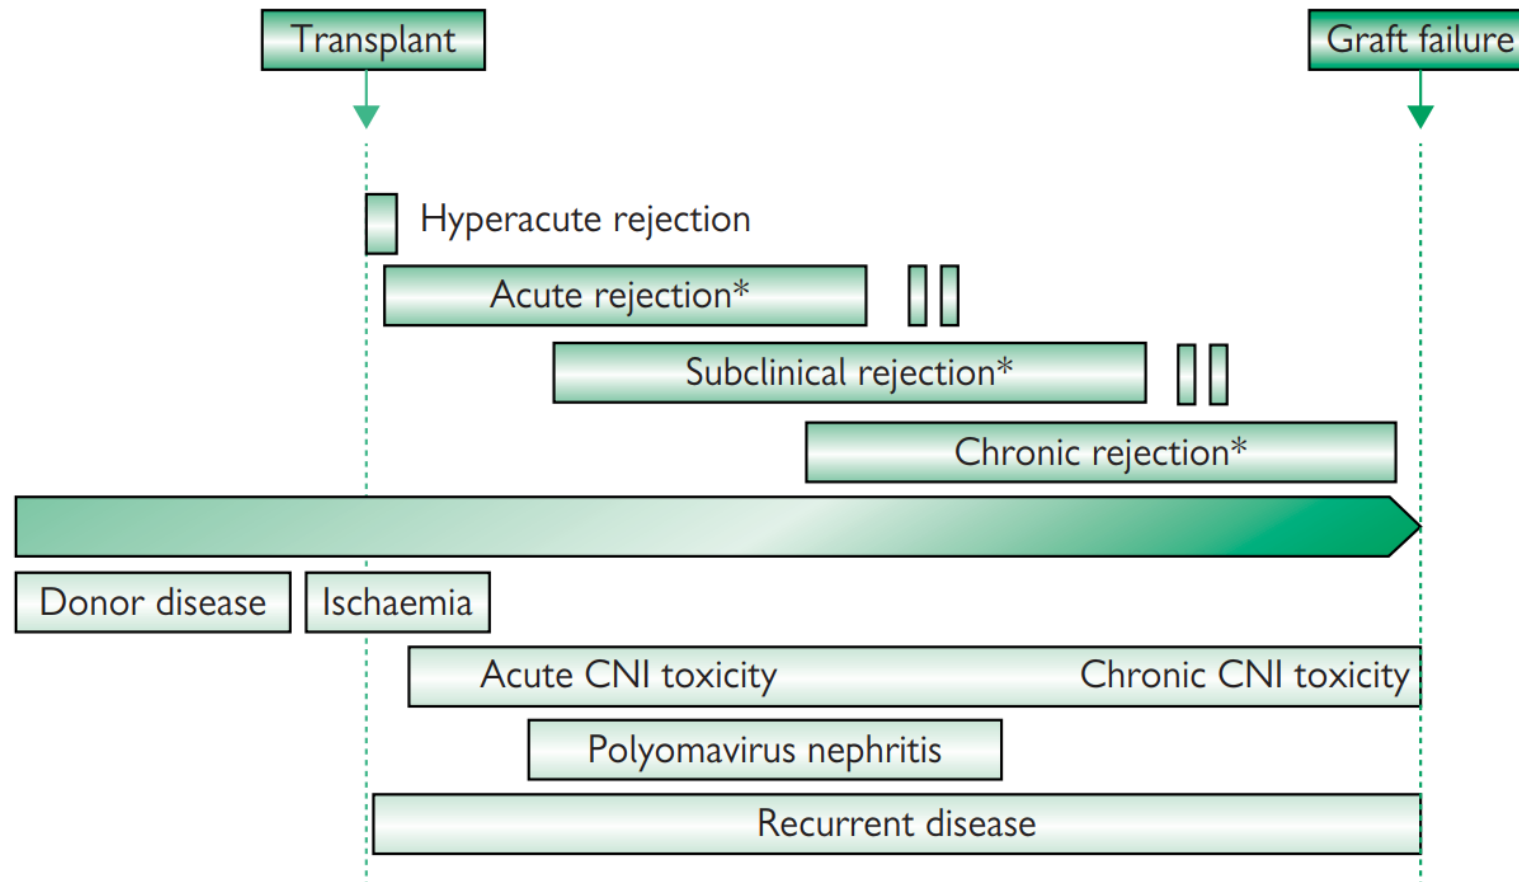 Transplant
Graft failure
Hyperacute rejection
Acute rejection*
Subclinical rejection*
Chronic rejection*
Donor disease
Ischaemia
Acute CNI toxicity
Chronic CNI toxicity
Polyomavirus nephritis
Recurrent disease